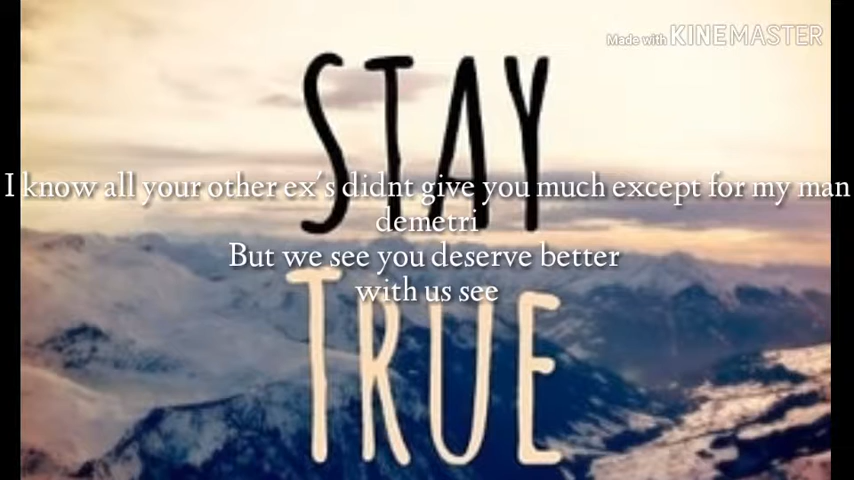 Made with KINEMASTER
STAY
I know all your other ex's didnt give you much except for my man
demetri
But we see you deserve better
with us see
TRUE